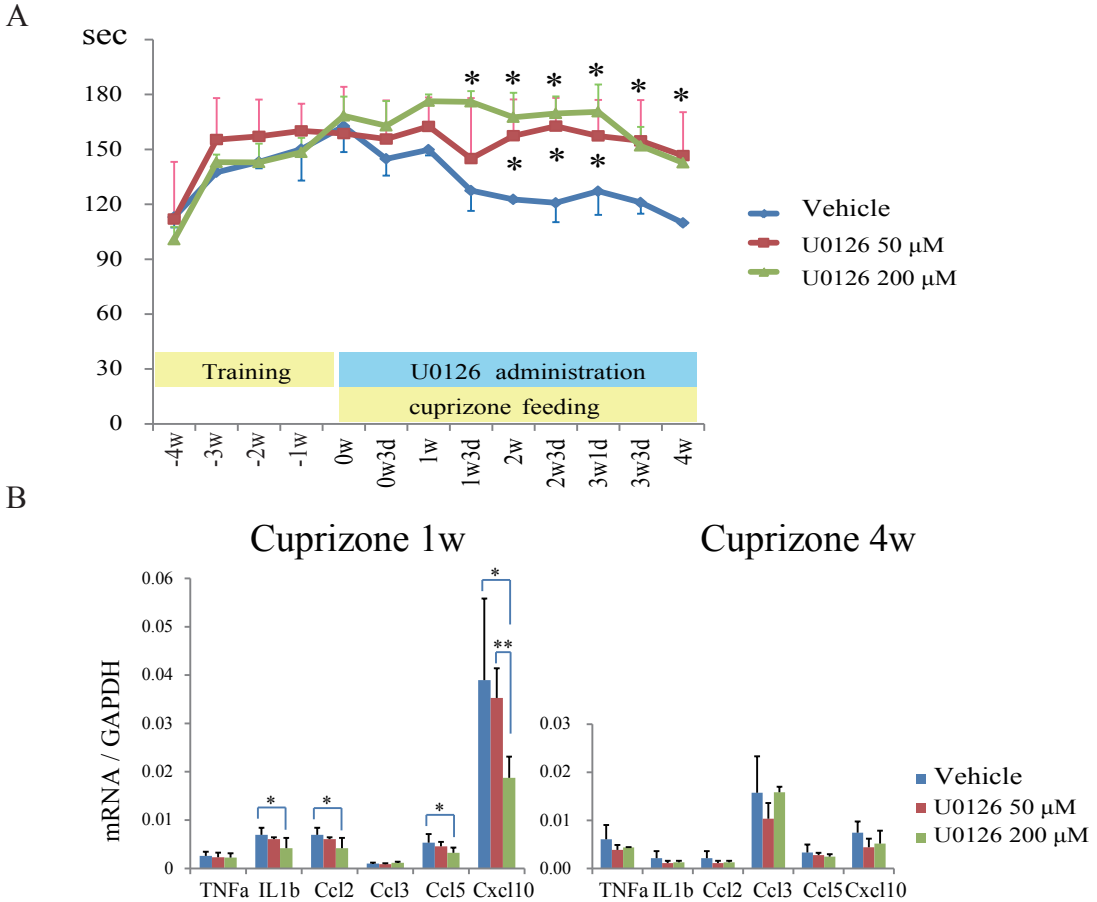 A
sec
180
150
120
90
60
30
0
* * * * * *
* * *
Vehicle
U0126 50 μM
U0126 200 μM
Training
U0126 administration
cuprizone feeding
-4w -3w -2w -1w 0w 0w3d 1w 1w3d 2w 2w3d 3w1d 3w3d 4w
B
Cuprizone 1w
Cuprizone 4w
mRNA / GAPDH
0.06
0.05
0.04
0.03
0.02
0.01
0
* * * * **
TNFa IL1b Ccl2 Ccl3 Ccl5 Cxcl10
0.03
0.02
0.01
0.00
TNFa IL1b Ccl2 Ccl3 Ccl5 Cxcl10
Vehicle
U0126 50 μM
U0126 200 μM